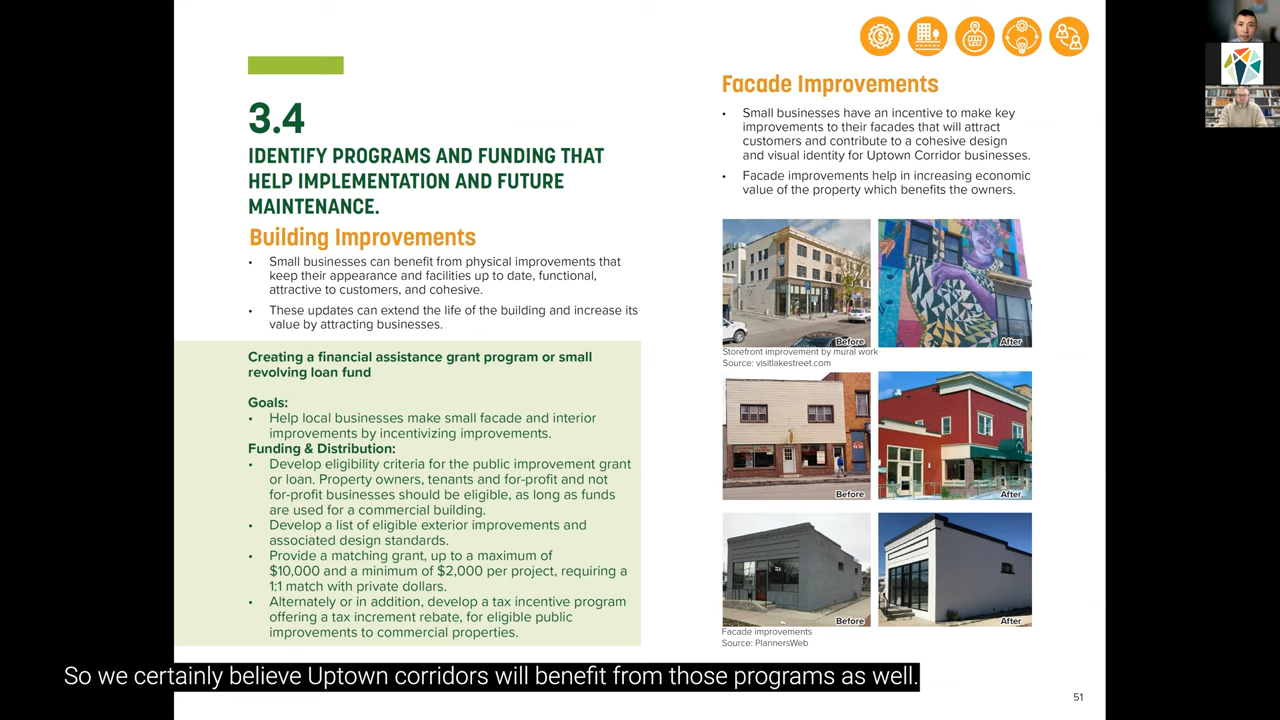 3.4
IDENTIFY PROGRAMS AND FUNDING THAT
HELP IMPLEMENTATION AND FUTURE
MAINTENANCE.
Building Improvements
• Small businesses can benefit from physical improvements that
keep their appearance and facilities up to date, functional,
attractive to customers, and cohesive.
• These updates can extend the life of the building and increase its
value by attracting businesses.
Creating a financial assistance grant program or small
revolving loan fund
Goals:
• Help local businesses make small facade and interior
improvements by incentivizing improvements.
Funding & Distribution:
• Develop eligibility criteria for the public improvement grant
or loan. Property owners, tenants and for-profit and not
for-profit businesses should be eligible, as long as funds
are used for a commercial building.
• Develop a list of eligible exterior improvements and
associated design standards.
• Provide a matching grant, up to a maximum of
$10,000 and a minimum of $2,000 per project, requiring a
1:1 match with private dollars.
• Alternately or in addition, develop a tax incentive program
offering a tax increment rebate, for eligible public
improvements to commercial properties.
Facade Improvements
• Small businesses have an incentive to make key
improvements to their facades that will attract
customers and contribute to a cohesive design
and visual identity for Uptown Corridor businesses.
• Facade improvements help in increasing economic
value of the property which benefits the owners.
Before
After
Storefront improvement by mural work
Source: visitlakestreet.com
Before
After
Before
After
Facade improvements
Source: PlannersWeb
So we certainly believe Uptown corridors will benefit from those programs as well.
51